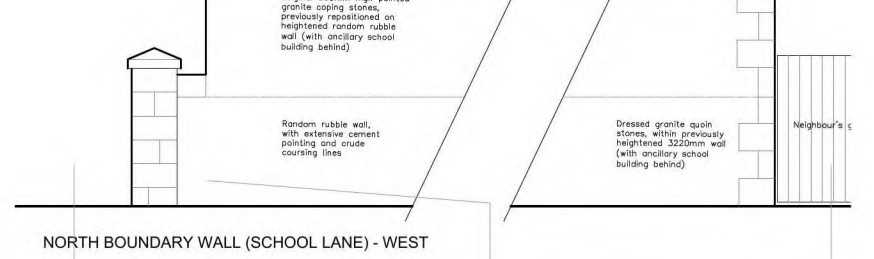 granite coping stones,
previously repositioned on
heightened random rubble
wall (with ancillary school
building behind)
Random rubble wall,
with extensive cement
pointing and crude
coursing lines
Dressed granite quoin
stones, within previously
heightened 3220mm wall
(with ancillary school
building behind)
Neighbour's
NORTH BOUNDARY WALL (SCHOOL LANE) - WEST